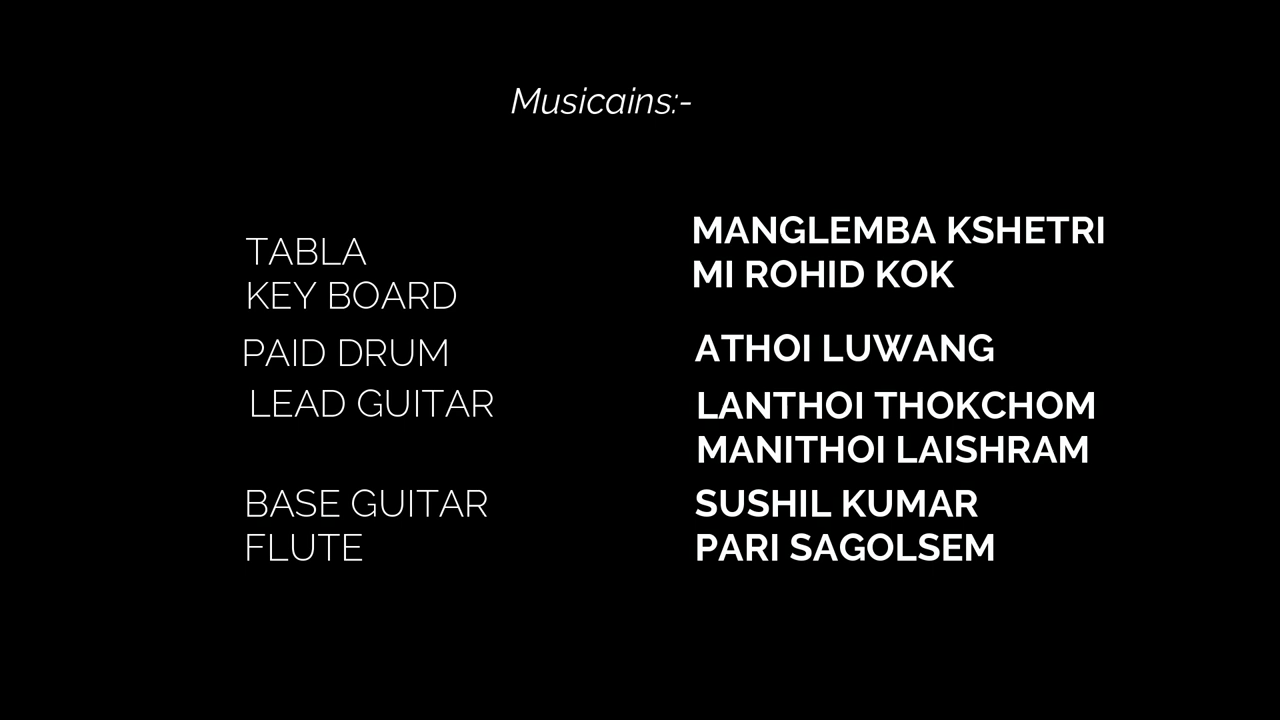 Musicains:-
TABLA MANGLEMBA KSHETRI
KEY BOARD MI ROHID KOK
PAID DRUM ATHOI LUWANG
LEAD GUITAR LANTHOI THOKCHOM
MANITHOI LAISHRAM
BASE GUITAR SUSHIL KUMAR
FLUTE PARI SAGOLSEM